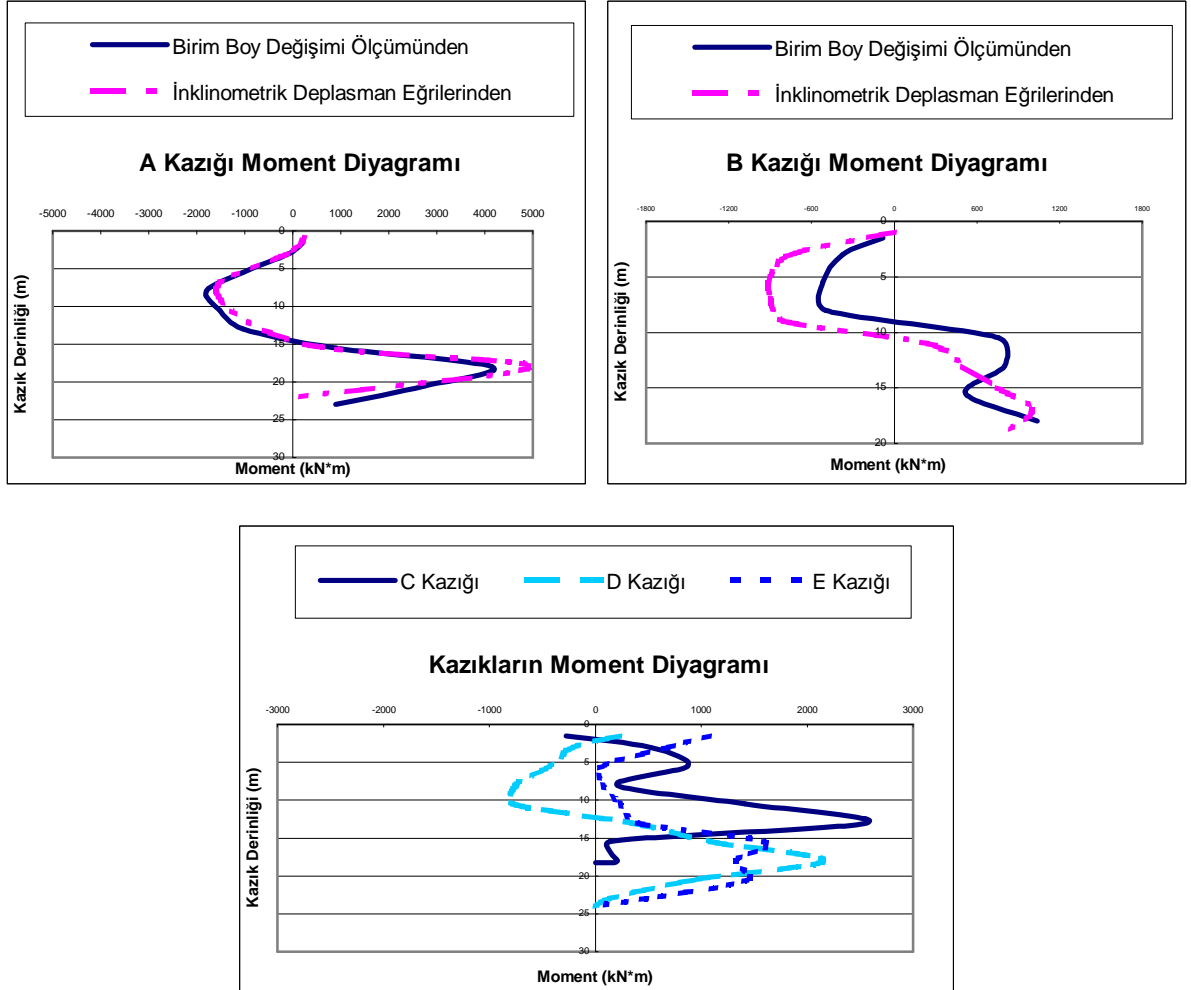 Birim Boy Değişimi Ölçümünden
İnklinometrik Deplasman Eğrilerinden
A Kazığı Moment Diyagramı
-5000 -4000 -3000 -2000 -1000 0 1000 2000 3000 4000 5000
0
5
10
15
20
25
30
Kazık Derinliği (m)
Moment (kN*m)
Birim Boy Değişimi Ölçümünden
İnklinometrik Deplasman Eğrilerinden
B Kazığı Moment Diyagramı
-1800 -1200 -600 0 600 1200 1800
0
5
10
15
20
Kazık Derinliği (m)
Moment (kN*m)
C Kazığı D Kazığı E Kazığı
Kazıkların Moment Diyagramı
-3000 -2000 -1000 0 1000 2000 3000
0
5
10
15
20
25
30
Kazık Derinliği (m)
Moment (kN*m)